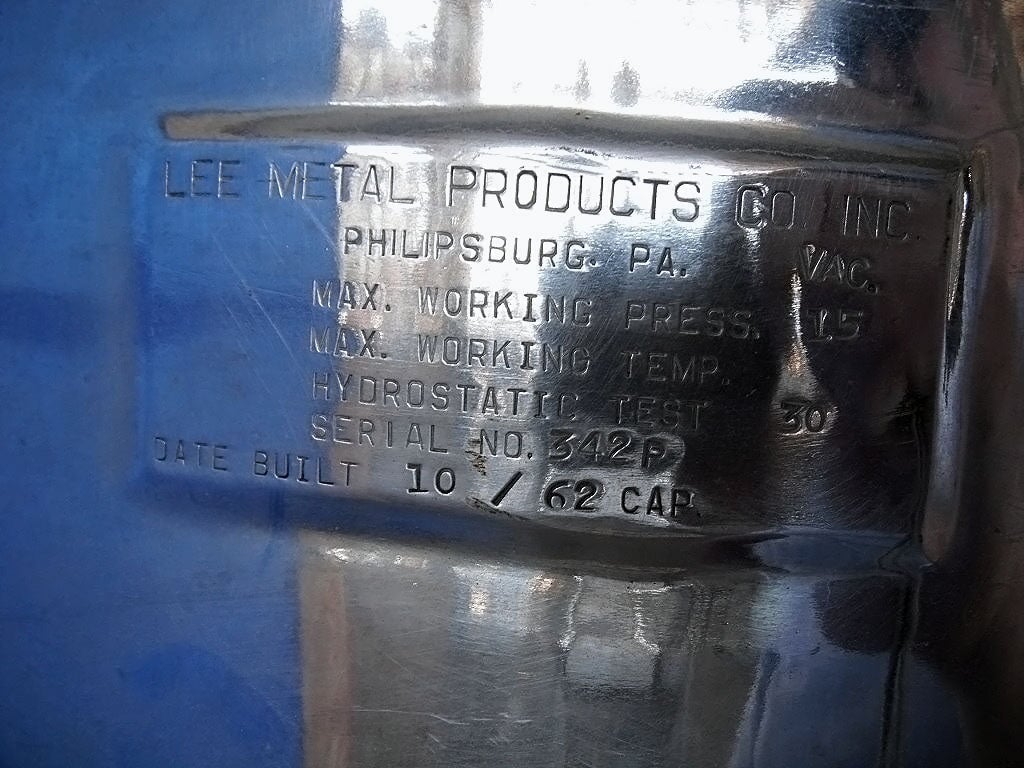 LEE METAL PRODUCTS CO. INC.
PHILIPSBURG. PA. VAC.
MAX. WORKING PRESS. 15
MAX. WORKING TEMP.
HYDROSTATIC TEST 30
SERIAL NO. 342P
DATE BUILT 10 / 62 CAP.